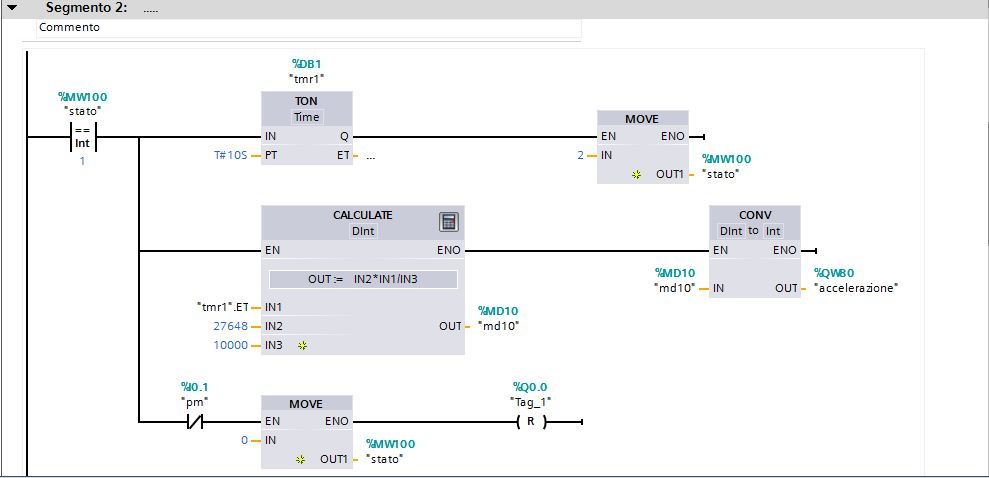 Segmento 2: .....
Commento
%DB1
"tmr1"
%MW100
"stato"
TON
Time
MOVE
==
Int
1
IN Q
EN ENO
T#10S PT ET ...
2 IN
%MW100
OUT1 "stato"
CALCULATE
DInt
CONV
DInt to Int
EN ENO
EN ENO
OUT := IN2*IN1/IN3
%MD10
"md10" IN
%QW80
OUT "accelerazione"
"tmr1".ET IN1
%MD10
27648 IN2 OUT "md10"
10000 IN3
%I0.1
"pm"
%Q0.0
"Tag_1"
MOVE
EN ENO
R
0 IN
%MW100
OUT1 "stato"